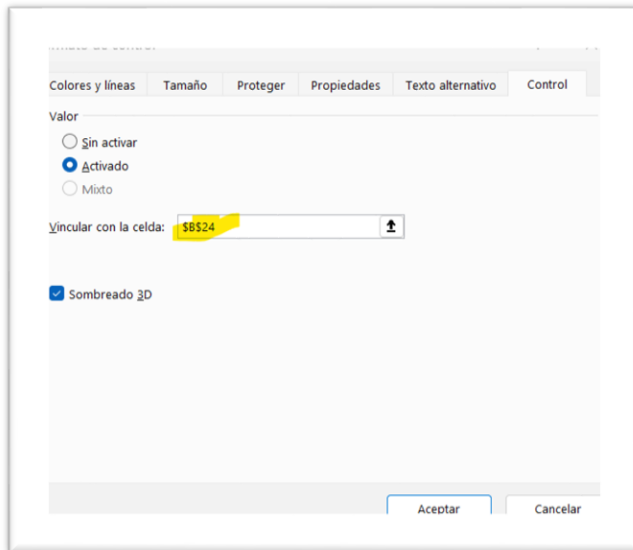 Colores y líneas Tamaño Proteger Propiedades Texto alternativo Control
Valor
Sin activar
Activado
Mixto
Vincular con la celda: $B$24
Sombreado 3D
Aceptar Cancelar